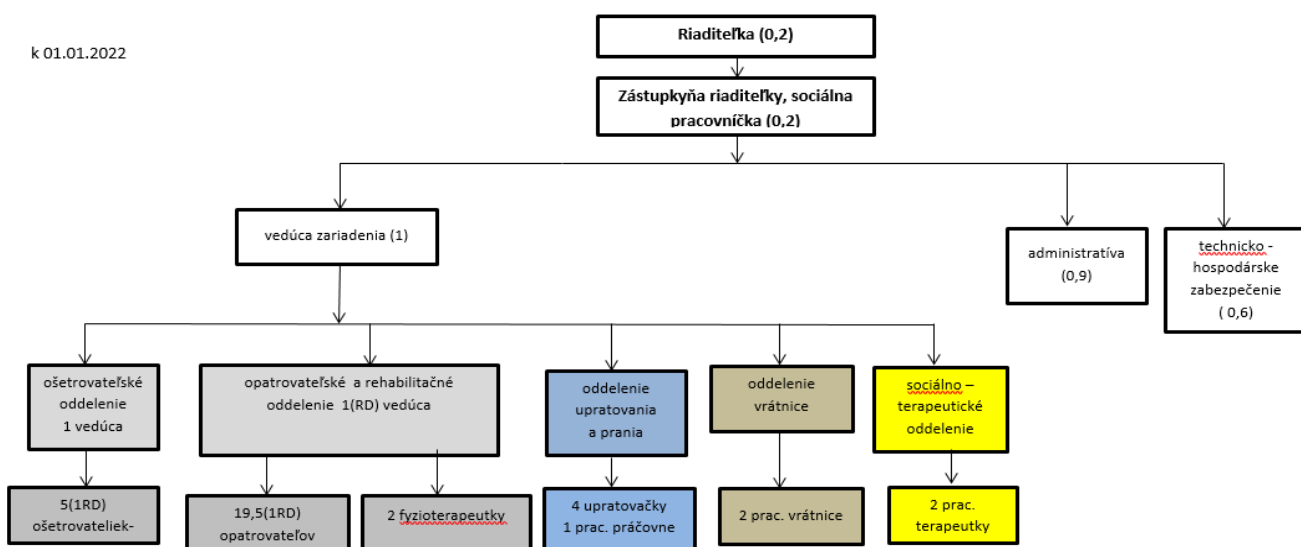 k 01.01.2022
Riaditeľka (0,2)
Zástupkyňa riaditeľky, sociálna
pracovníčka (0,2)
vedúca zariadenia (1)
administratíva
(0,9)
technicko -
hospodárske
zabezpečenie
( 0,6)
ošetrovateľské
oddelenie
1 vedúca
opatrovateľské  a rehabilitačné
oddelenie  1(RD) vedúca
oddelenie
upratovania
a prania
oddelenie
vrátnice
sociálno –
terapeutické
oddelenie
5(1RD)
ošetrovateliek-
19,5(1RD)
opatrovateľov
2 fyzioterapeutky
4 upratovačky
1 prac. práčovne
2 prac. vrátnice
2 prac.
terapeutky